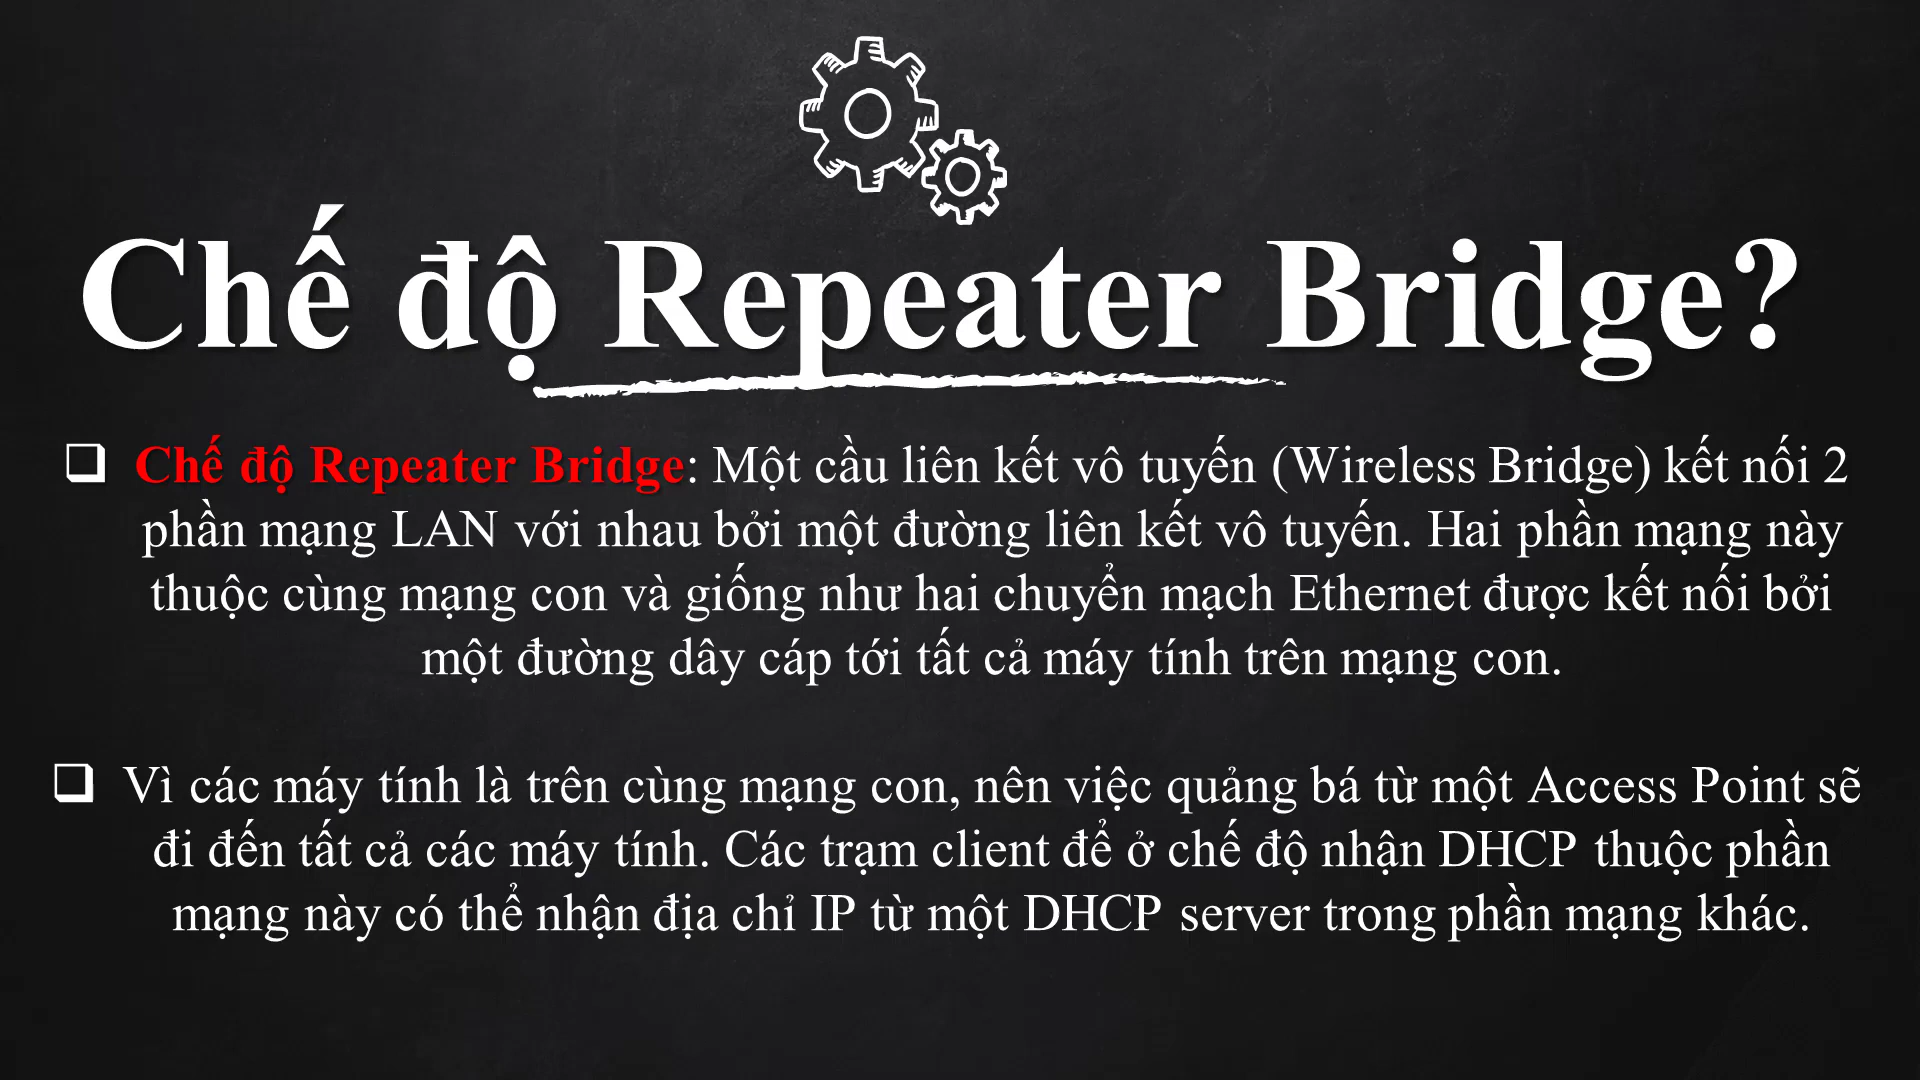 Chế độ Repeater Bridge?
❑ Chế độ Repeater Bridge: Một cầu liên kết vô tuyến (Wireless Bridge) kết nối 2
phần mạng LAN với nhau bởi một đường liên kết vô tuyến. Hai phần mạng này
thuộc cùng mạng con và giống như hai chuyển mạch Ethernet được kết nối bởi
một đường dây cáp tới tất cả máy tính trên mạng con.
❑ Vì các máy tính là trên cùng mạng con, nên việc quảng bá từ một Access Point sẽ
đi đến tất cả các máy tính. Các trạm client để ở chế độ nhận DHCP thuộc phần
mạng này có thể nhận địa chỉ IP từ một DHCP server trong phần mạng khác.